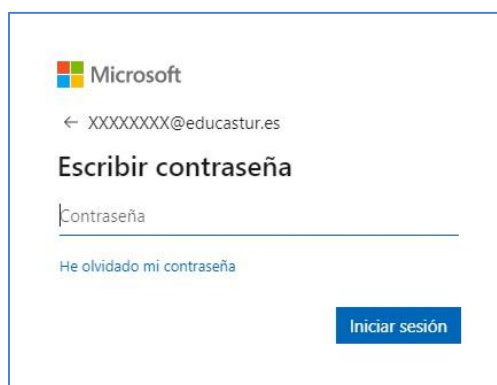 Microsoft
← XXXXXXXX@educastur.es
Escribir contraseña
Contraseña
He olvidado mi contraseña
Iniciar sesión